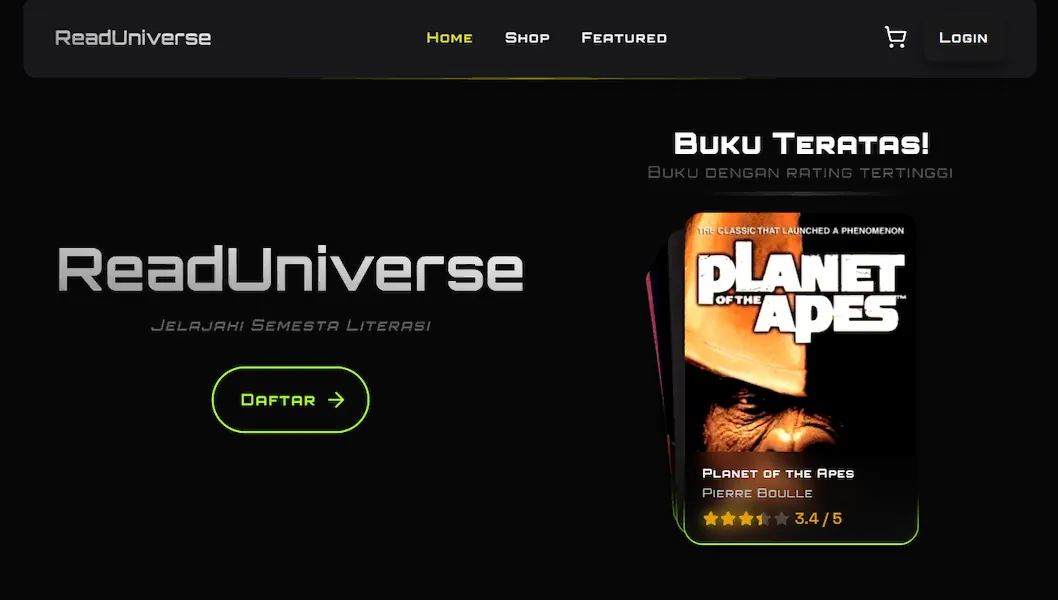 ReadUniverse
Home Shop Featured
Login
ReadUniverse
Jelajahi Semesta Literasi
Daftar
Buku Teratas!
Buku dengan rating tertinggi
THE CLASSIC THAT LAUNCHED A PHENOMENON
PLANET
OF THE
APES™
Planet of the Apes
Pierre Boulle
3.4 / 5